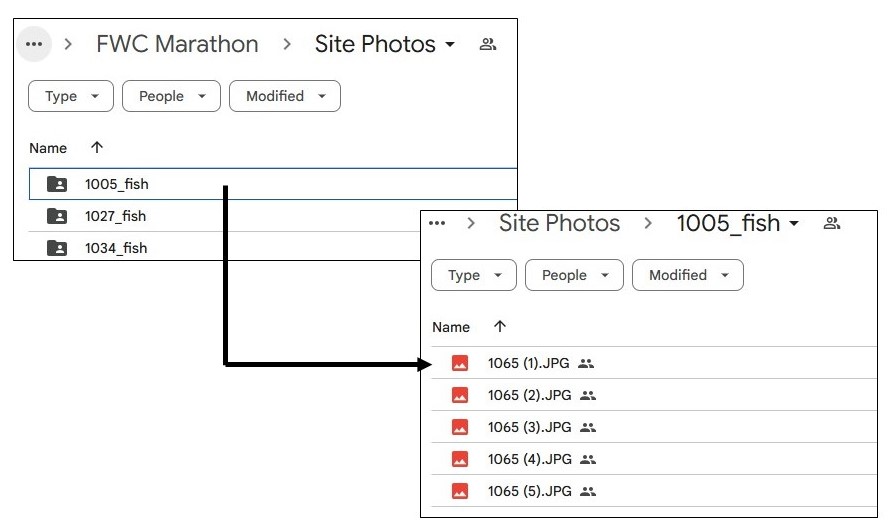 ... > FWC Marathon > Site Photos
Type People Modified
Name ↑
1005_fish
1027_fish
1034_fish
... > Site Photos > 1005_fish
Type People Modified
Name ↑
1065 (1).JPG
1065 (2).JPG
1065 (3).JPG
1065 (4).JPG
1065 (5).JPG